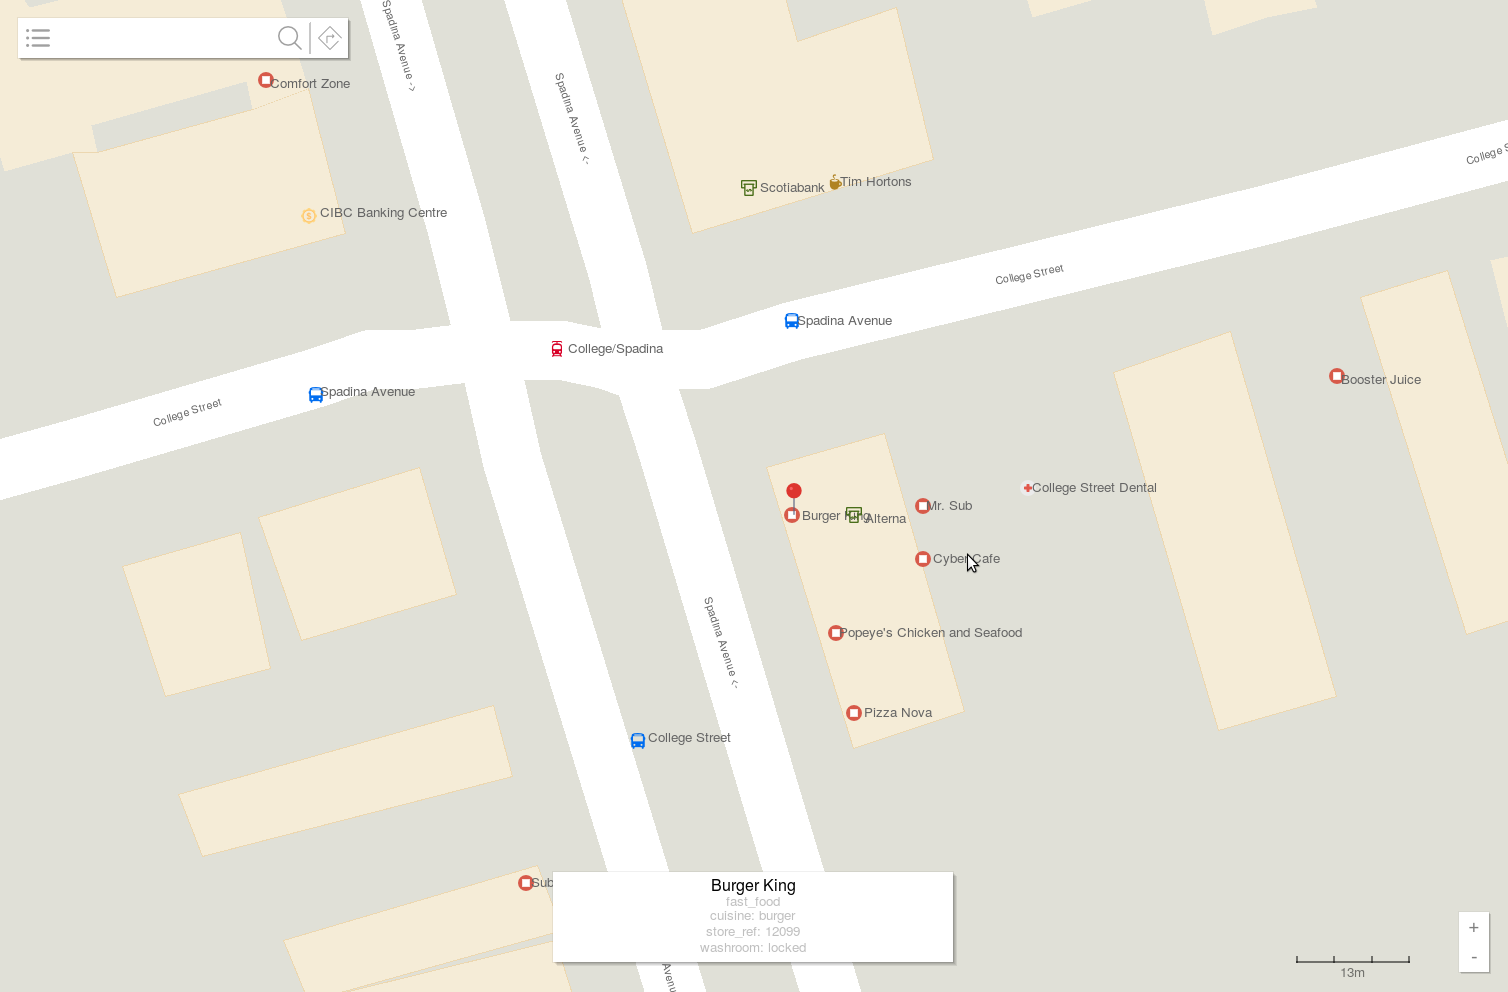 Spadina Avenue ->
Spadina Avenue <-
Comfort Zone
College S
Scotiabank
Tim Hortons
CIBC Banking Centre
College Street
Spadina Avenue
College/Spadina
Spadina Avenue
College Street
Booster Juice
College Street Dental
Mr. Sub
Burger King
Alterna
Cyber Cafe
Popeye's Chicken and Seafood
Spadina Avenue <-
Pizza Nova
College Street
Sub
Burger King
fast_food
cuisine: burger
store_ref: 12099
washroom: locked
+
-
13m